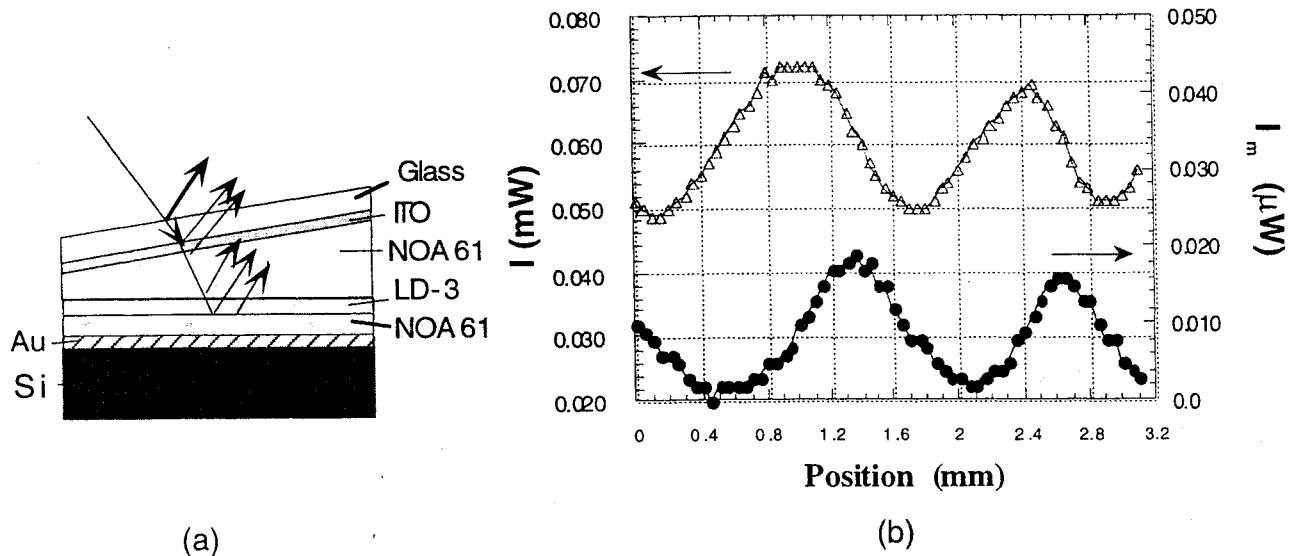 Glass
ITO
NOA 61
LD-3
NOA 61
Au
Si
(a)
I (mW)
0.080
0.070
0.060
0.050
0.040
0.030
0.020
0.050
0.040
0.030
0.020
0.010
0.0
I m (μW)
0 0.4 0.8 1.2 1.6 2 2.4 2.8 3.2
Position (mm)
(b)